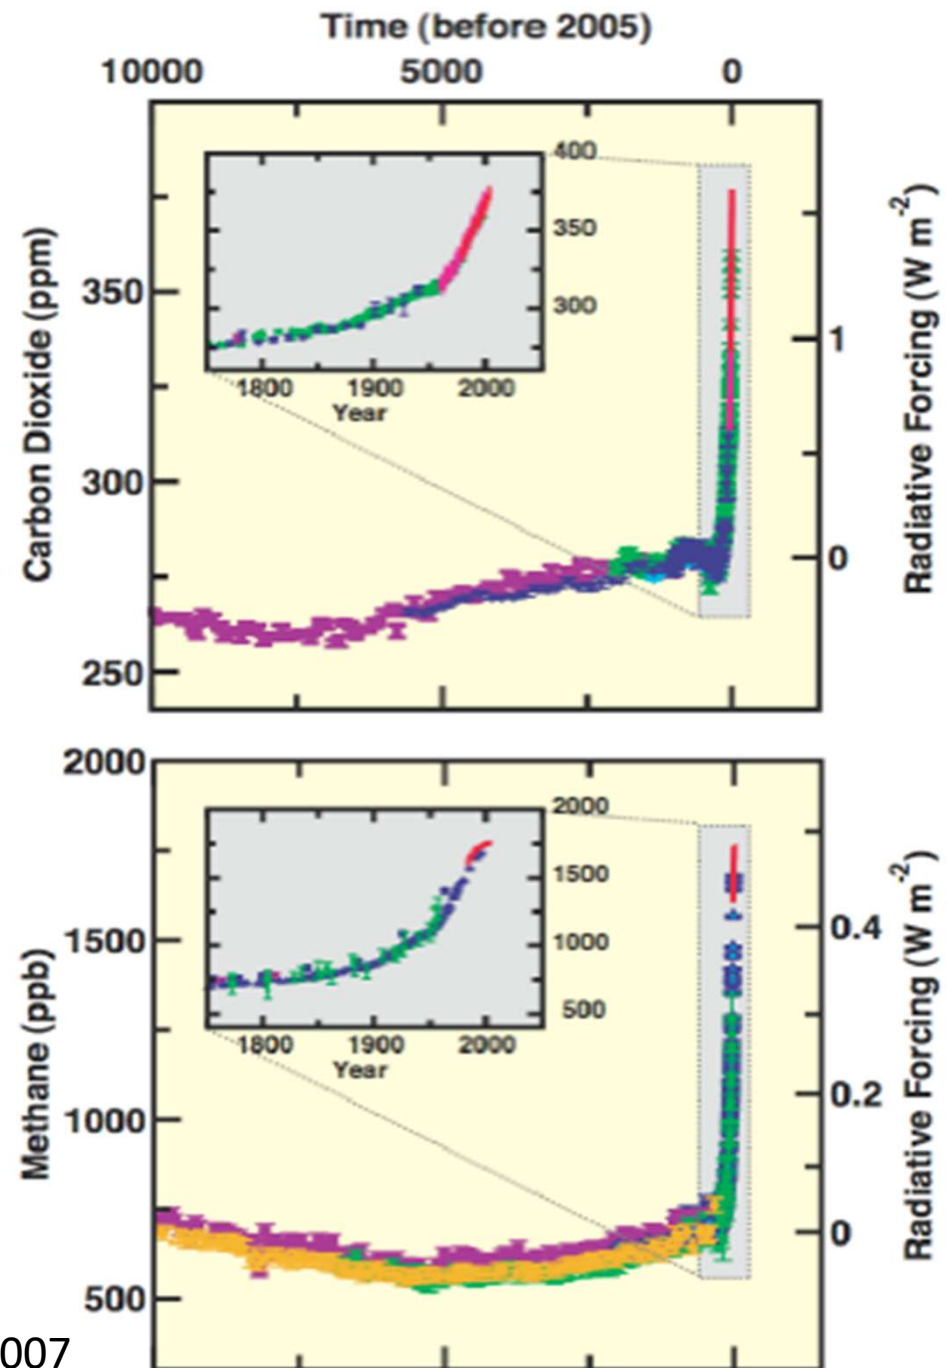 Time (before 2005)
10000 5000 0
Carbon Dioxide (ppm)
350
300
250
400
350
300
1800 1900 2000
Year
1
0
Radiative Forcing (W m-2)
Methane (ppb)
2000
1500
1000
500
2000
1500
1000
500
1800 1900 2000
Year
0.4
0.2
0
Radiative Forcing (W m-2)
007